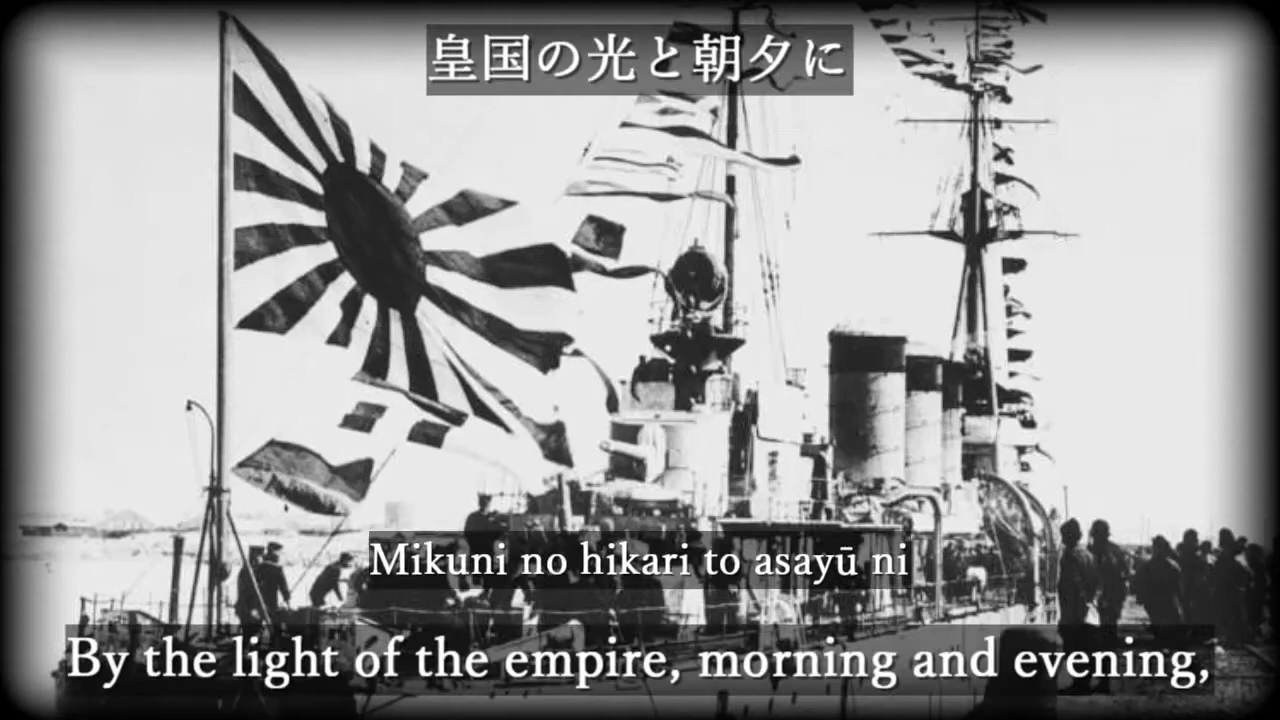 皇国の光と朝夕に
Mikuni no hikari to asayū ni
By the light of the empire, morning and evening,